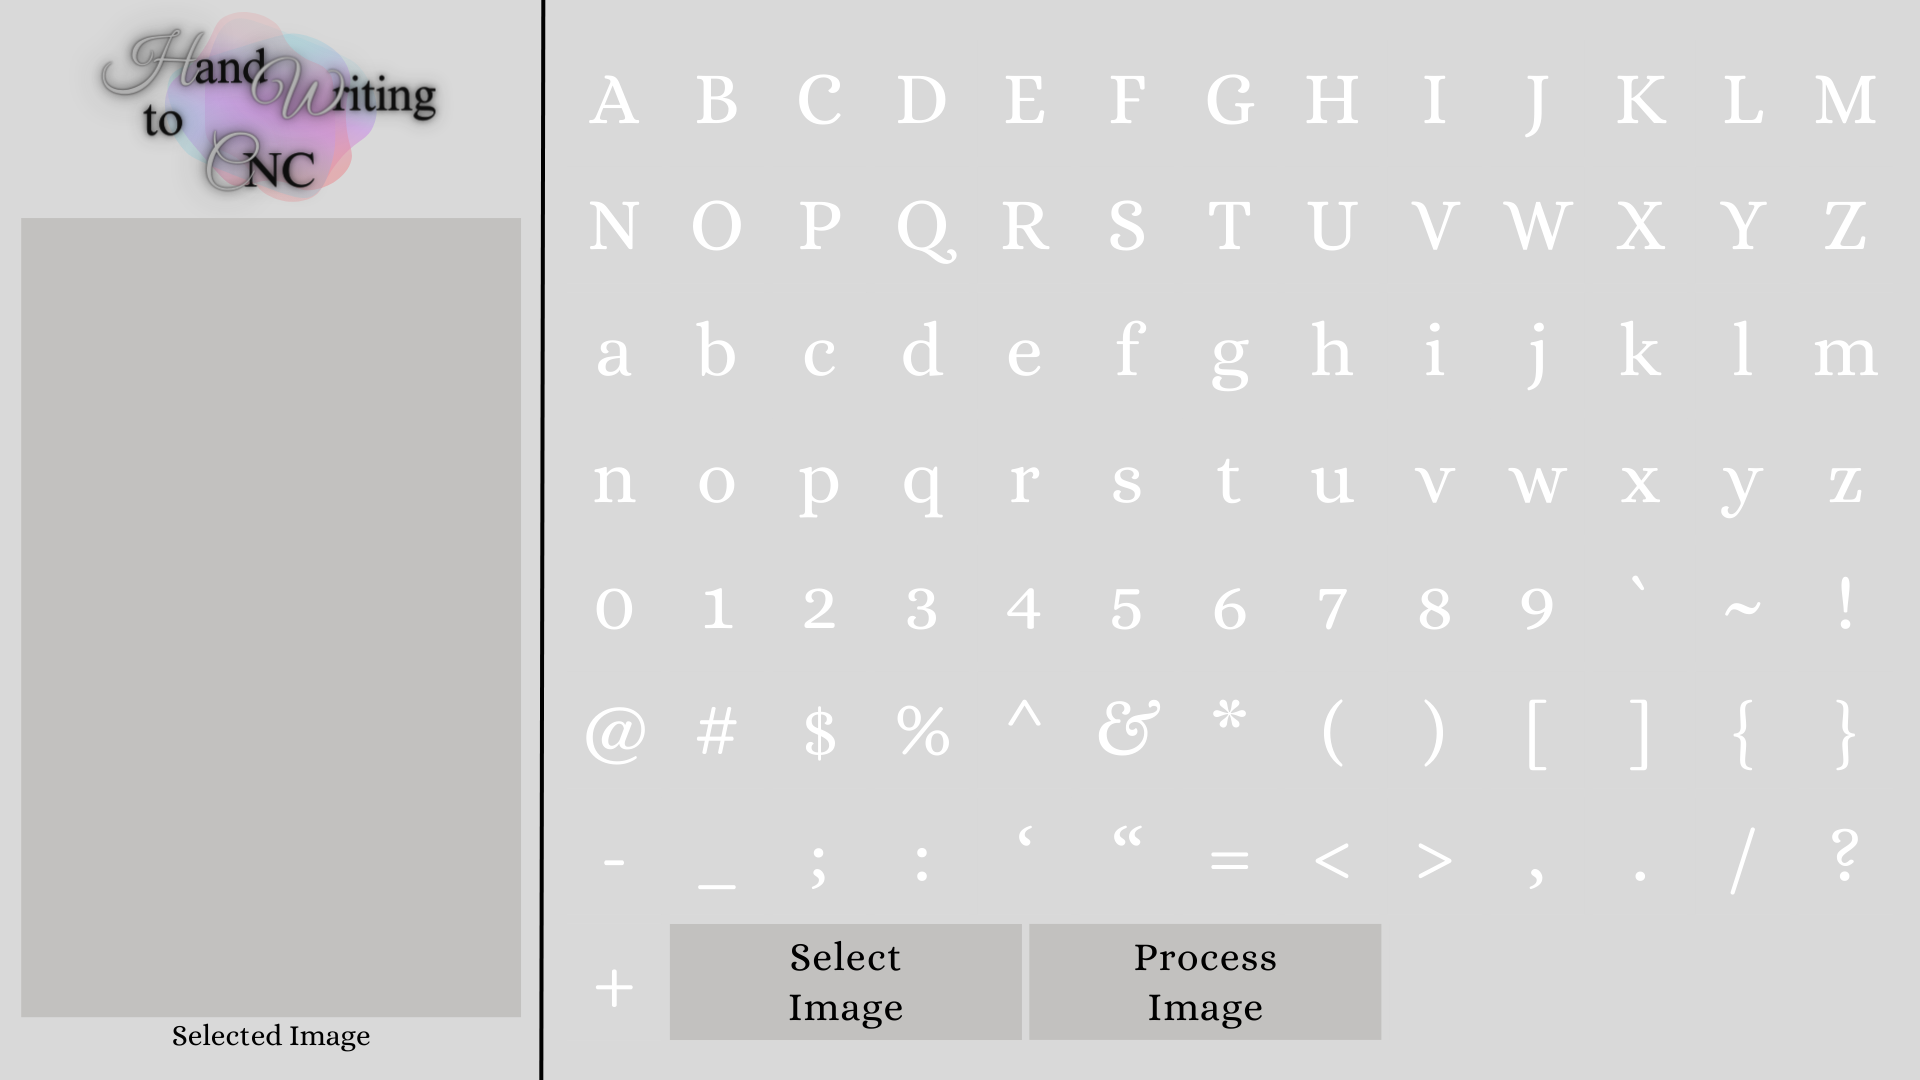 Hand Writing
to
CNC
A B C D E F G H I J K L M
N O P Q R S T U V W X Y Z
a b c d e f g h i j k l m
n o p q r s t u v w x y z
0 1 2 3 4 5 6 7 8 9 ` ~ !
@ # $ % ^ & * ( ) [ ] { }
- _ ; : ‘ “ = < > , . / ?
+
Select
Image
Process
Image
Selected Image